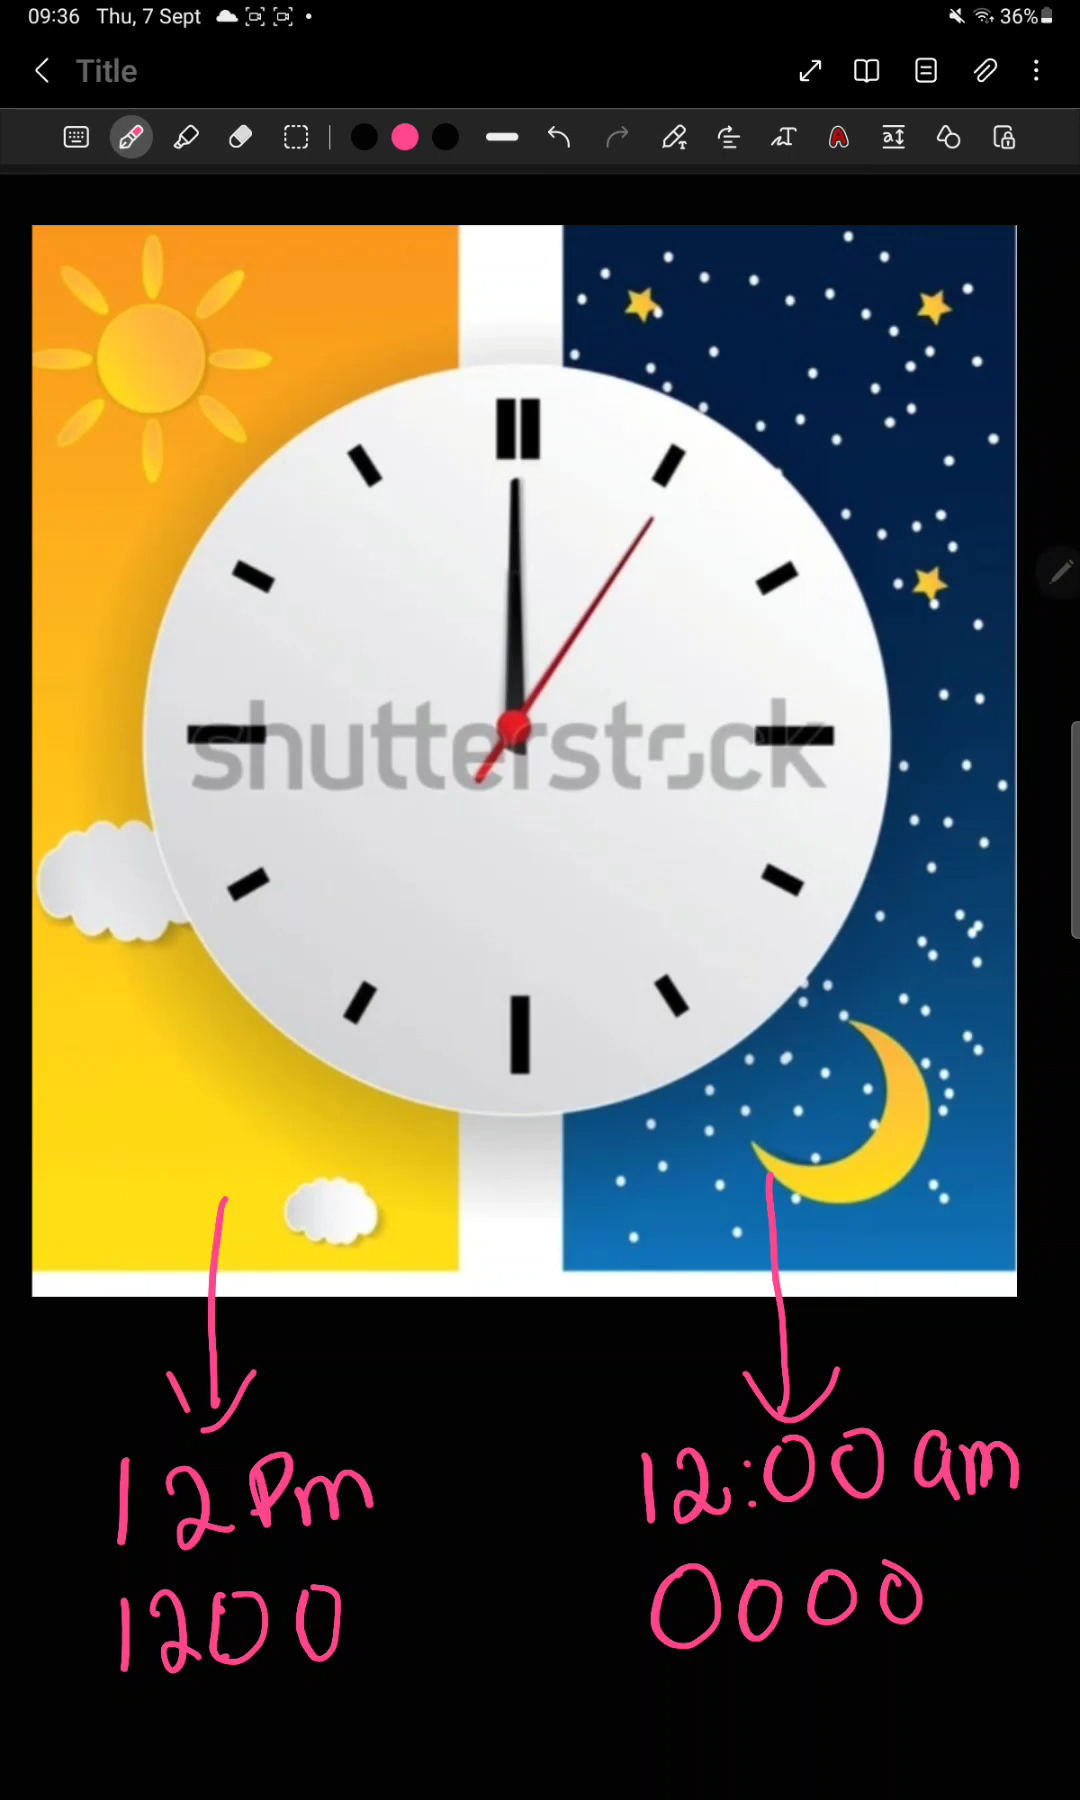 09:36 Thu, 7 Sept
36%
Title
shutterstock
12 Pm
1200
12:00 am
0000